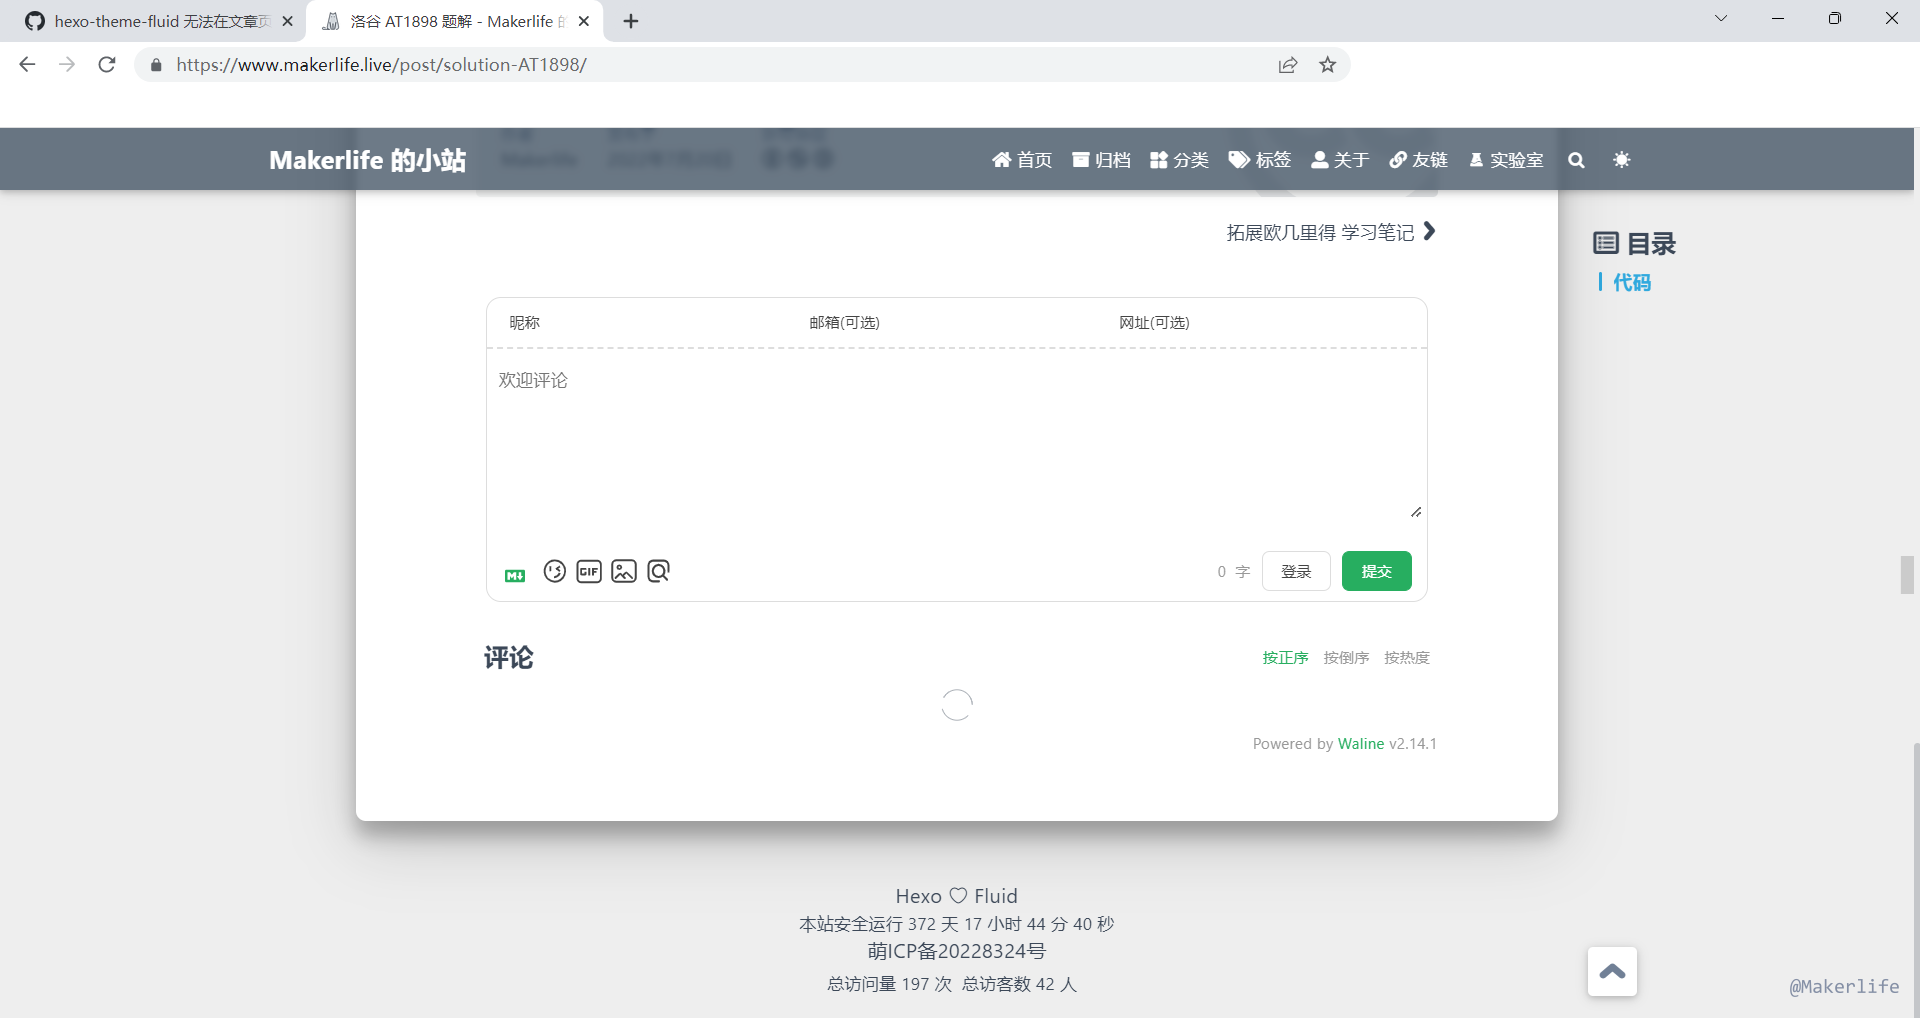 hexo-theme-fluid 无法在文章页
洛谷 AT1898 题解 - Makerlife 的
https://www.makerlife.live/post/solution-AT1898/
Makerlife 的小站
首页 归档 分类 标签 关于 友链 实验室
拓展欧几里得 学习笔记
目录
代码
昵称 邮箱(可选) 网址(可选)
欢迎评论
M↓ GIF 0 字 登录 提交
评论 按正序 按倒序 按热度
Powered by Waline v2.14.1
Hexo ♡ Fluid
本站安全运行 372 天 17 小时 44 分 40 秒
萌ICP备20228324号
总访问量 197 次 总访客数 42 人
@Makerlife